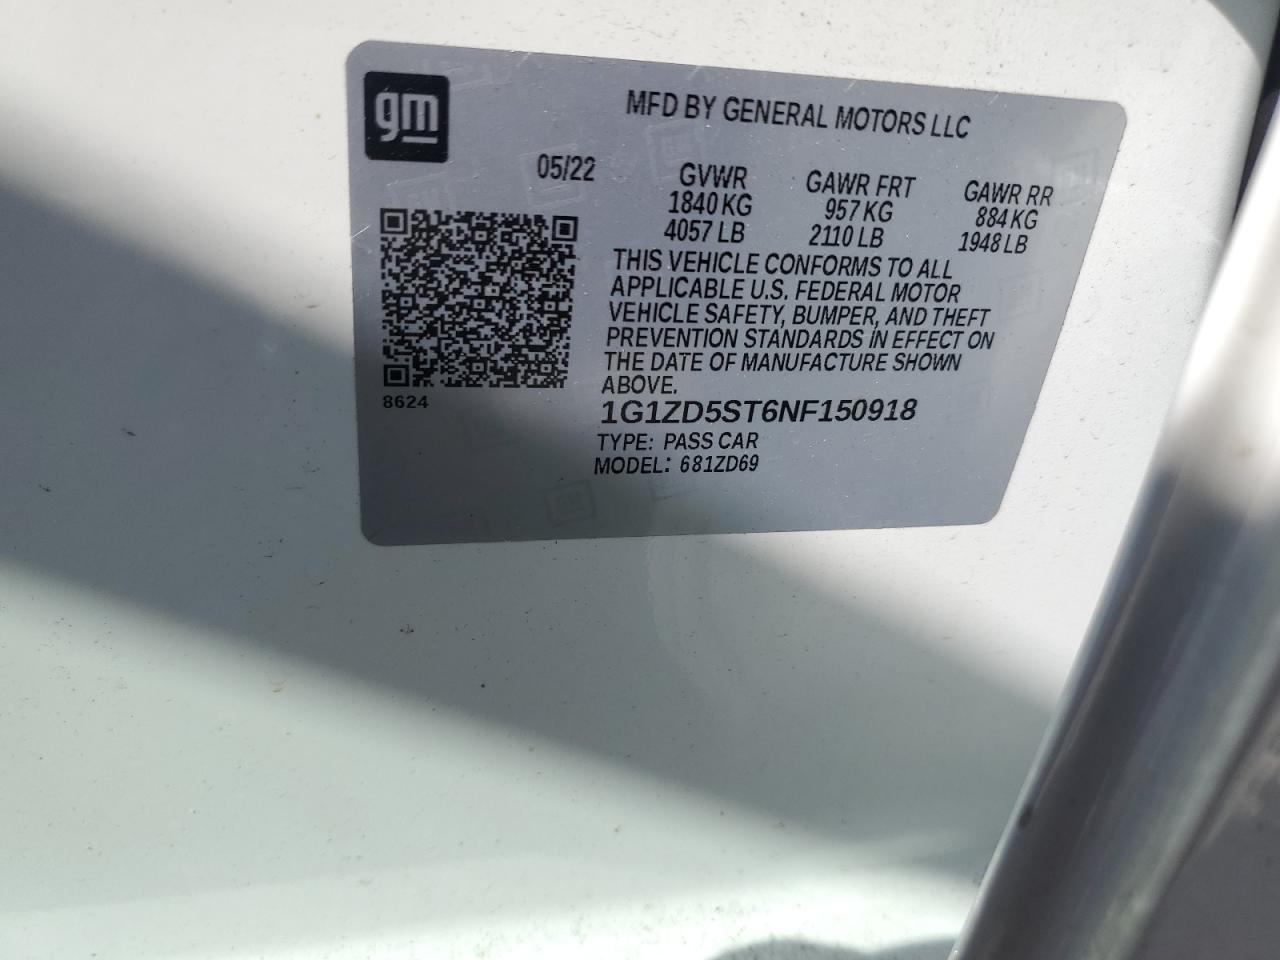 gm
MFD BY GENERAL MOTORS LLC
05/22
GVWR GAWR FRT GAWR RR
1840 KG 957 KG 884 KG
4057 LB 2110 LB 1948 LB
THIS VEHICLE CONFORMS TO ALL
APPLICABLE U.S. FEDERAL MOTOR
VEHICLE SAFETY, BUMPER, AND THEFT
PREVENTION STANDARDS IN EFFECT ON
THE DATE OF MANUFACTURE SHOWN
ABOVE.
8624
1G1ZD5ST6NF150918
TYPE: PASS CAR
MODEL: 681ZD69